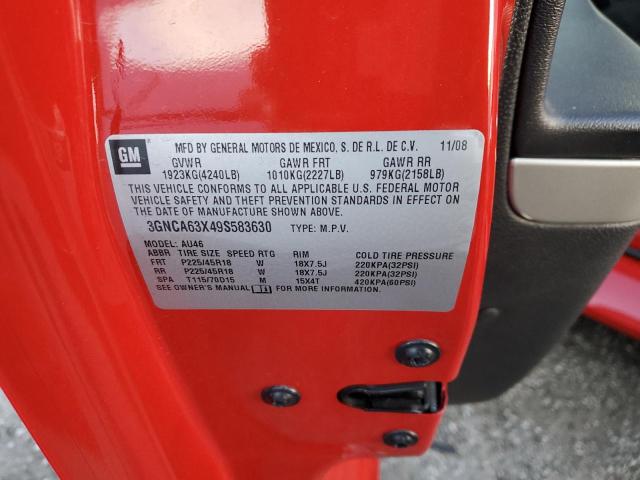 GM MFD BY GENERAL MOTORS DE MEXICO, S. DE R.L. DE C.V. 11/08
GVWR GAWR FRT GAWR RR
1923KG(4240LB) 1010KG(2227LB) 979KG(2158LB)
THIS VEHICLE CONFORMS TO ALL APPLICABLE U.S. FEDERAL MOTOR
VEHICLE SAFETY AND THEFT PREVENTION STANDARDS IN EFFECT ON THE
DATE OF MANUFACTURE SHOWN ABOVE.
3GNCA63X49S583630 TYPE: M.P.V.
MODEL: AU46
ABBR TIRE SIZE SPEED RTG RIM COLD TIRE PRESSURE
FRT P225/45R18 W 18X7.5J 220KPA(32PSI)
RR P225/45R18 W 18X7.5J 220KPA(32PSI)
SPA T115/70D15 M 15X4T 420KPA(60PSI)
SEE OWNER'S MANUAL FOR MORE INFORMATION.